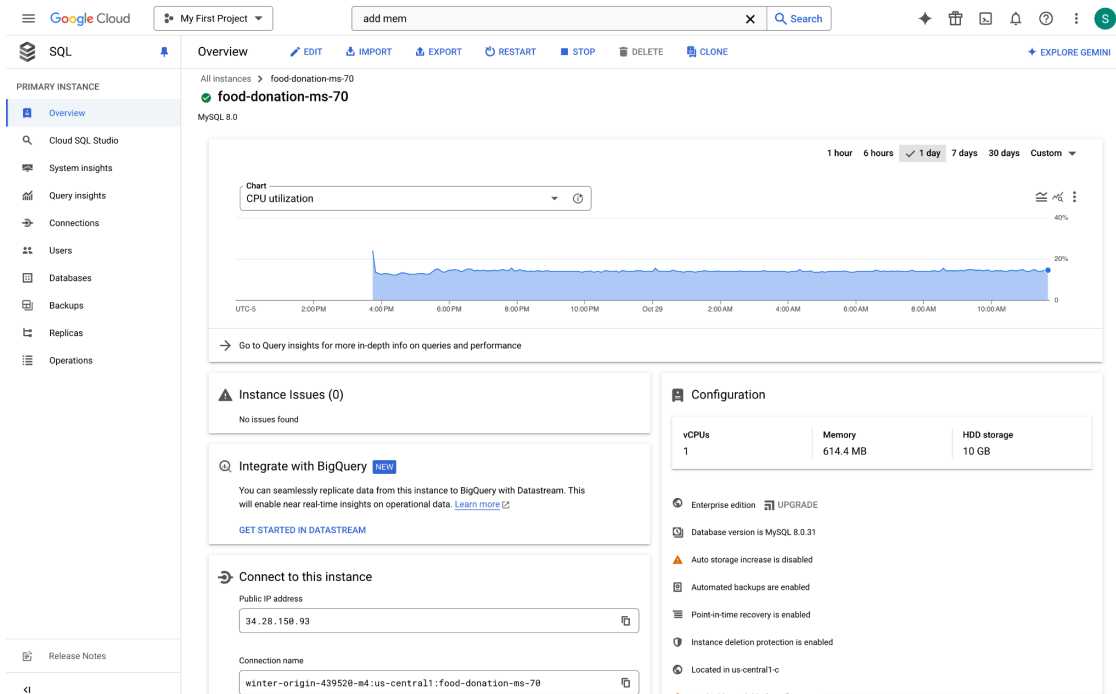 Google Cloud
My First Project
add mem
Search
S
SQL
Overview
EDIT
IMPORT
EXPORT
RESTART
STOP
DELETE
CLONE
EXPLORE GEMINI
PRIMARY INSTANCE
Overview
Cloud SQL Studio
System insights
Query insights
Connections
Users
Databases
Backups
Replicas
Operations
Release Notes
All instances > food-donation-ms-70
food-donation-ms-70
MySQL 8.0
1 hour 6 hours 1 day 7 days 30 days Custom
Chart
CPU utilization
40%
20%
0
UTC-5 2:00 PM 4:00 PM 6:00 PM 8:00 PM 10:00 PM Oct 29 2:00 AM 4:00 AM 6:00 AM 8:00 AM 10:00 AM
Go to Query insights for more in-depth info on queries and performance
Instance Issues (0)
No issues found
Integrate with BigQuery NEW
You can seamlessly replicate data from this instance to BigQuery with Datastream. This
will enable near real-time insights on operational data. Learn more
GET STARTED IN DATASTREAM
Connect to this instance
Public IP address
34.28.150.93
Connection name
winter-origin-439520-m4:us-central1:food-donation-ms-70
Configuration
vCPUs Memory HDD storage
1 614.4 MB 10 GB
Enterprise edition UPGRADE
Database version is MySQL 8.0.31
Auto storage increase is disabled
Automated backups are enabled
Point-in-time recovery is enabled
Instance deletion protection is enabled
Located in us-central1-c